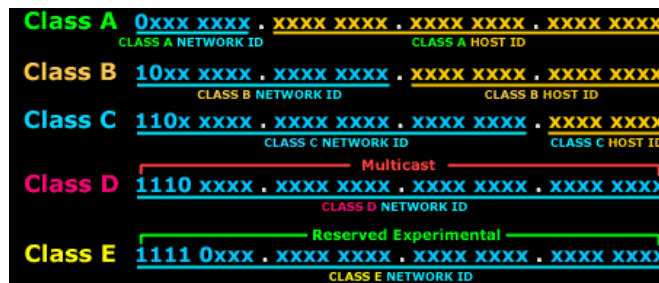 Class A 0xxx xxxx . xxxx xxxx . xxxx xxxx . xxxx xxxx
CLASS A NETWORK ID CLASS A HOST ID
Class B 10xx xxxx . xxxx xxxx . xxxx xxxx . xxxx xxxx
CLASS B NETWORK ID CLASS B HOST ID
Class C 110x xxxx . xxxx xxxx . xxxx xxxx . xxxx xxxx
CLASS C NETWORK ID CLASS C HOST ID
Multicast
Class D 1110 xxxx . xxxx xxxx . xxxx xxxx . xxxx xxxx
CLASS D NETWORK ID
Reserved Experimental
Class E 1111 0xxx . xxxx xxxx . xxxx xxxx . xxxx xxxx
CLASS E NETWORK ID